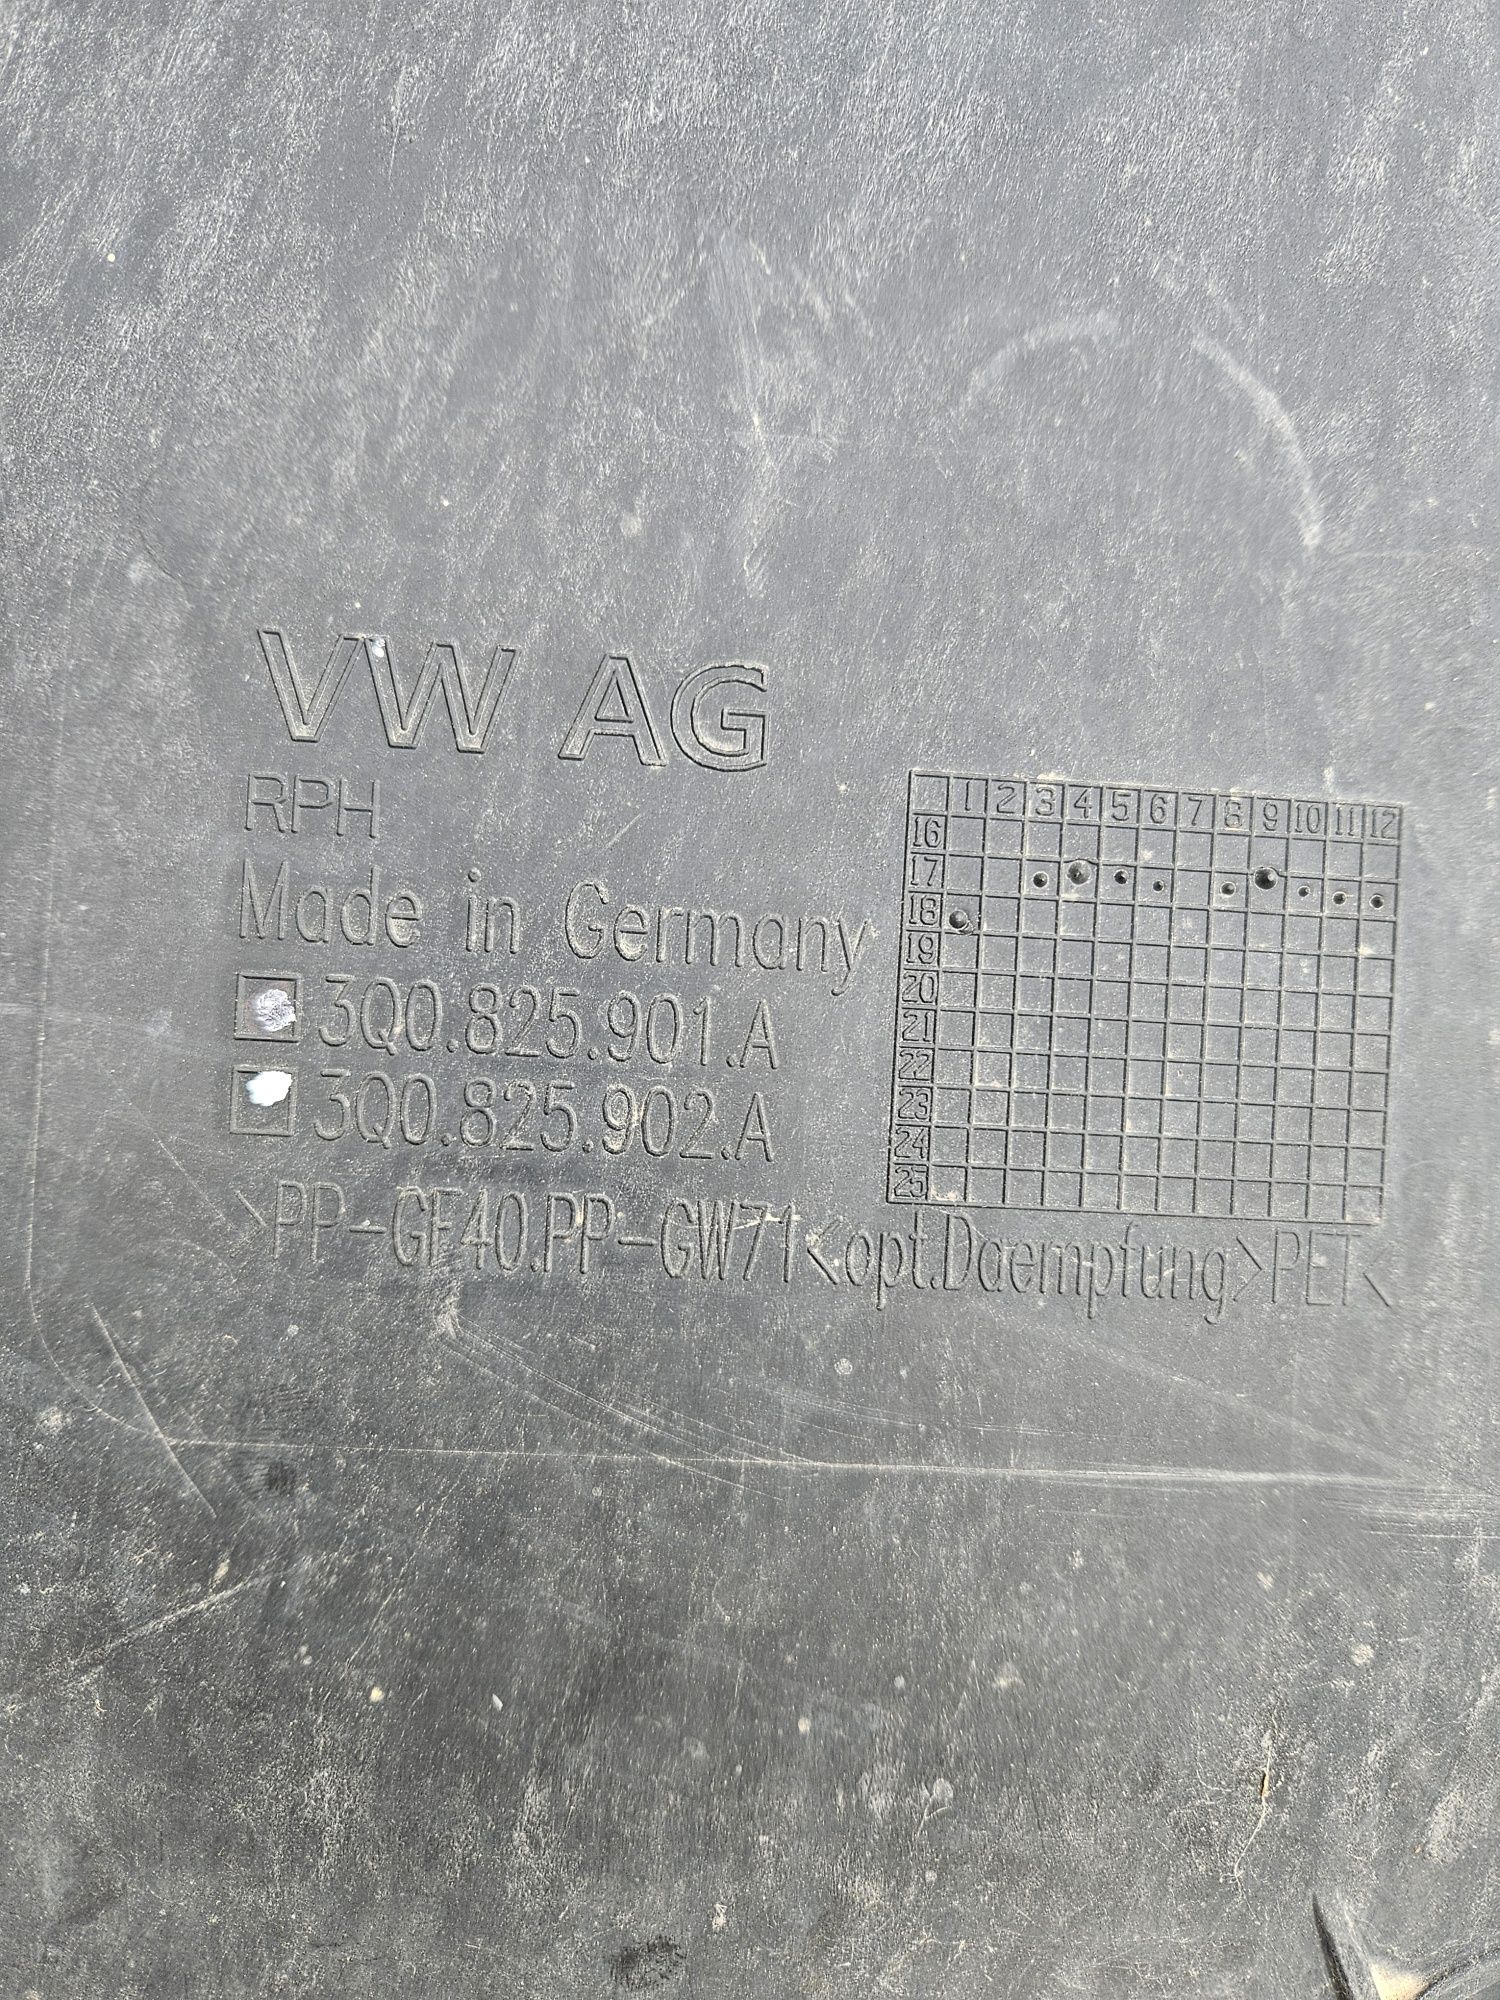 VW AG
RPH
Made in Germany
3Q0.825.901.A
3Q0.825.902.A
>PP-GF40.PP-GW71<opt.Daempfung>PET<
1 2 3 4 5 6 7 8 9 10 11 12
16
17
18
19
20
21
22
23
24
25